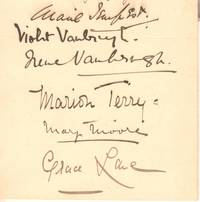 Violet Vanbrugh.
Irene Vanbrugh.
Marion Terry =
Mary Moore
Grace Lane